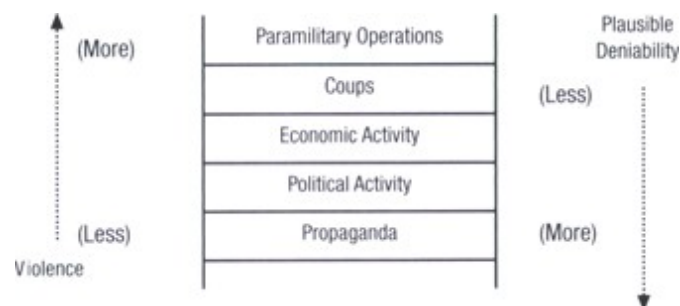 Plausible
Deniability
(More)
Paramilitary Operations
Coups
(Less)
Economic Activity
Political Activity
(Less)
Propaganda
(More)
Violence